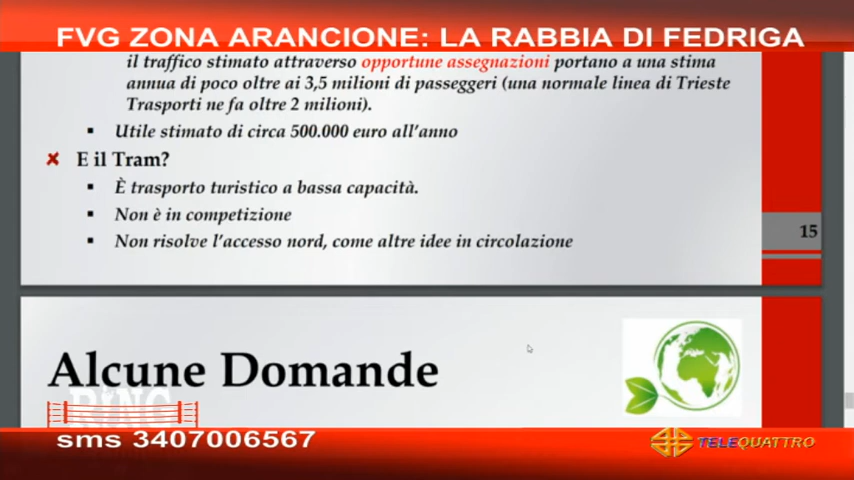 FVG ZONA ARANCIONE: LA RABBIA DI FEDRIGA
il traffico stimato attraverso opportune assegnazioni portano a una stima
annua di poco oltre ai 3,5 milioni di passeggeri (una normale linea di Trieste
Trasporti ne fa oltre 2 milioni).
▪ Utile stimato di circa 500.000 euro all'anno
✘ E il Tram?
▪ È trasporto turistico a bassa capacità.
▪ Non è in competizione
▪ Non risolve l'accesso nord, come altre idee in circolazione
15
Alcune Domande
RING
sms 3407006567
TELEQUATTRO